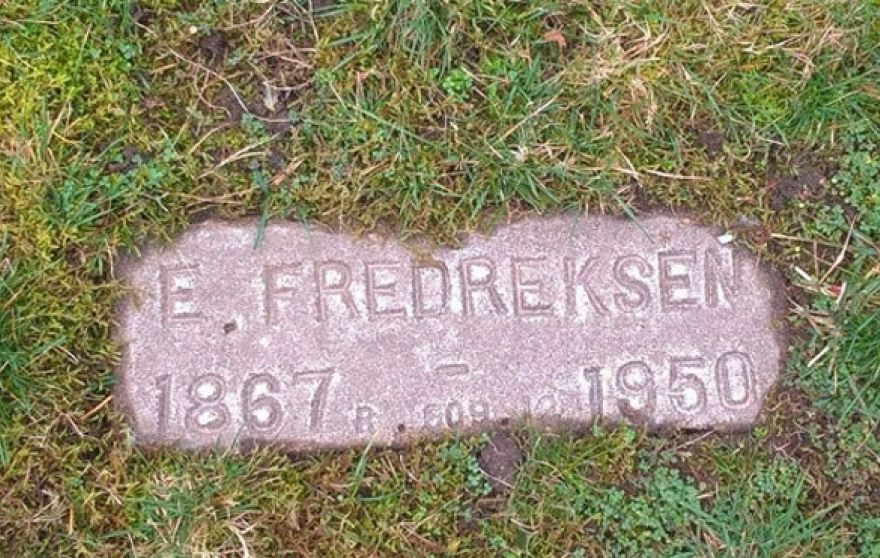 E FREDREKSEN
1867 - 1950
R 609